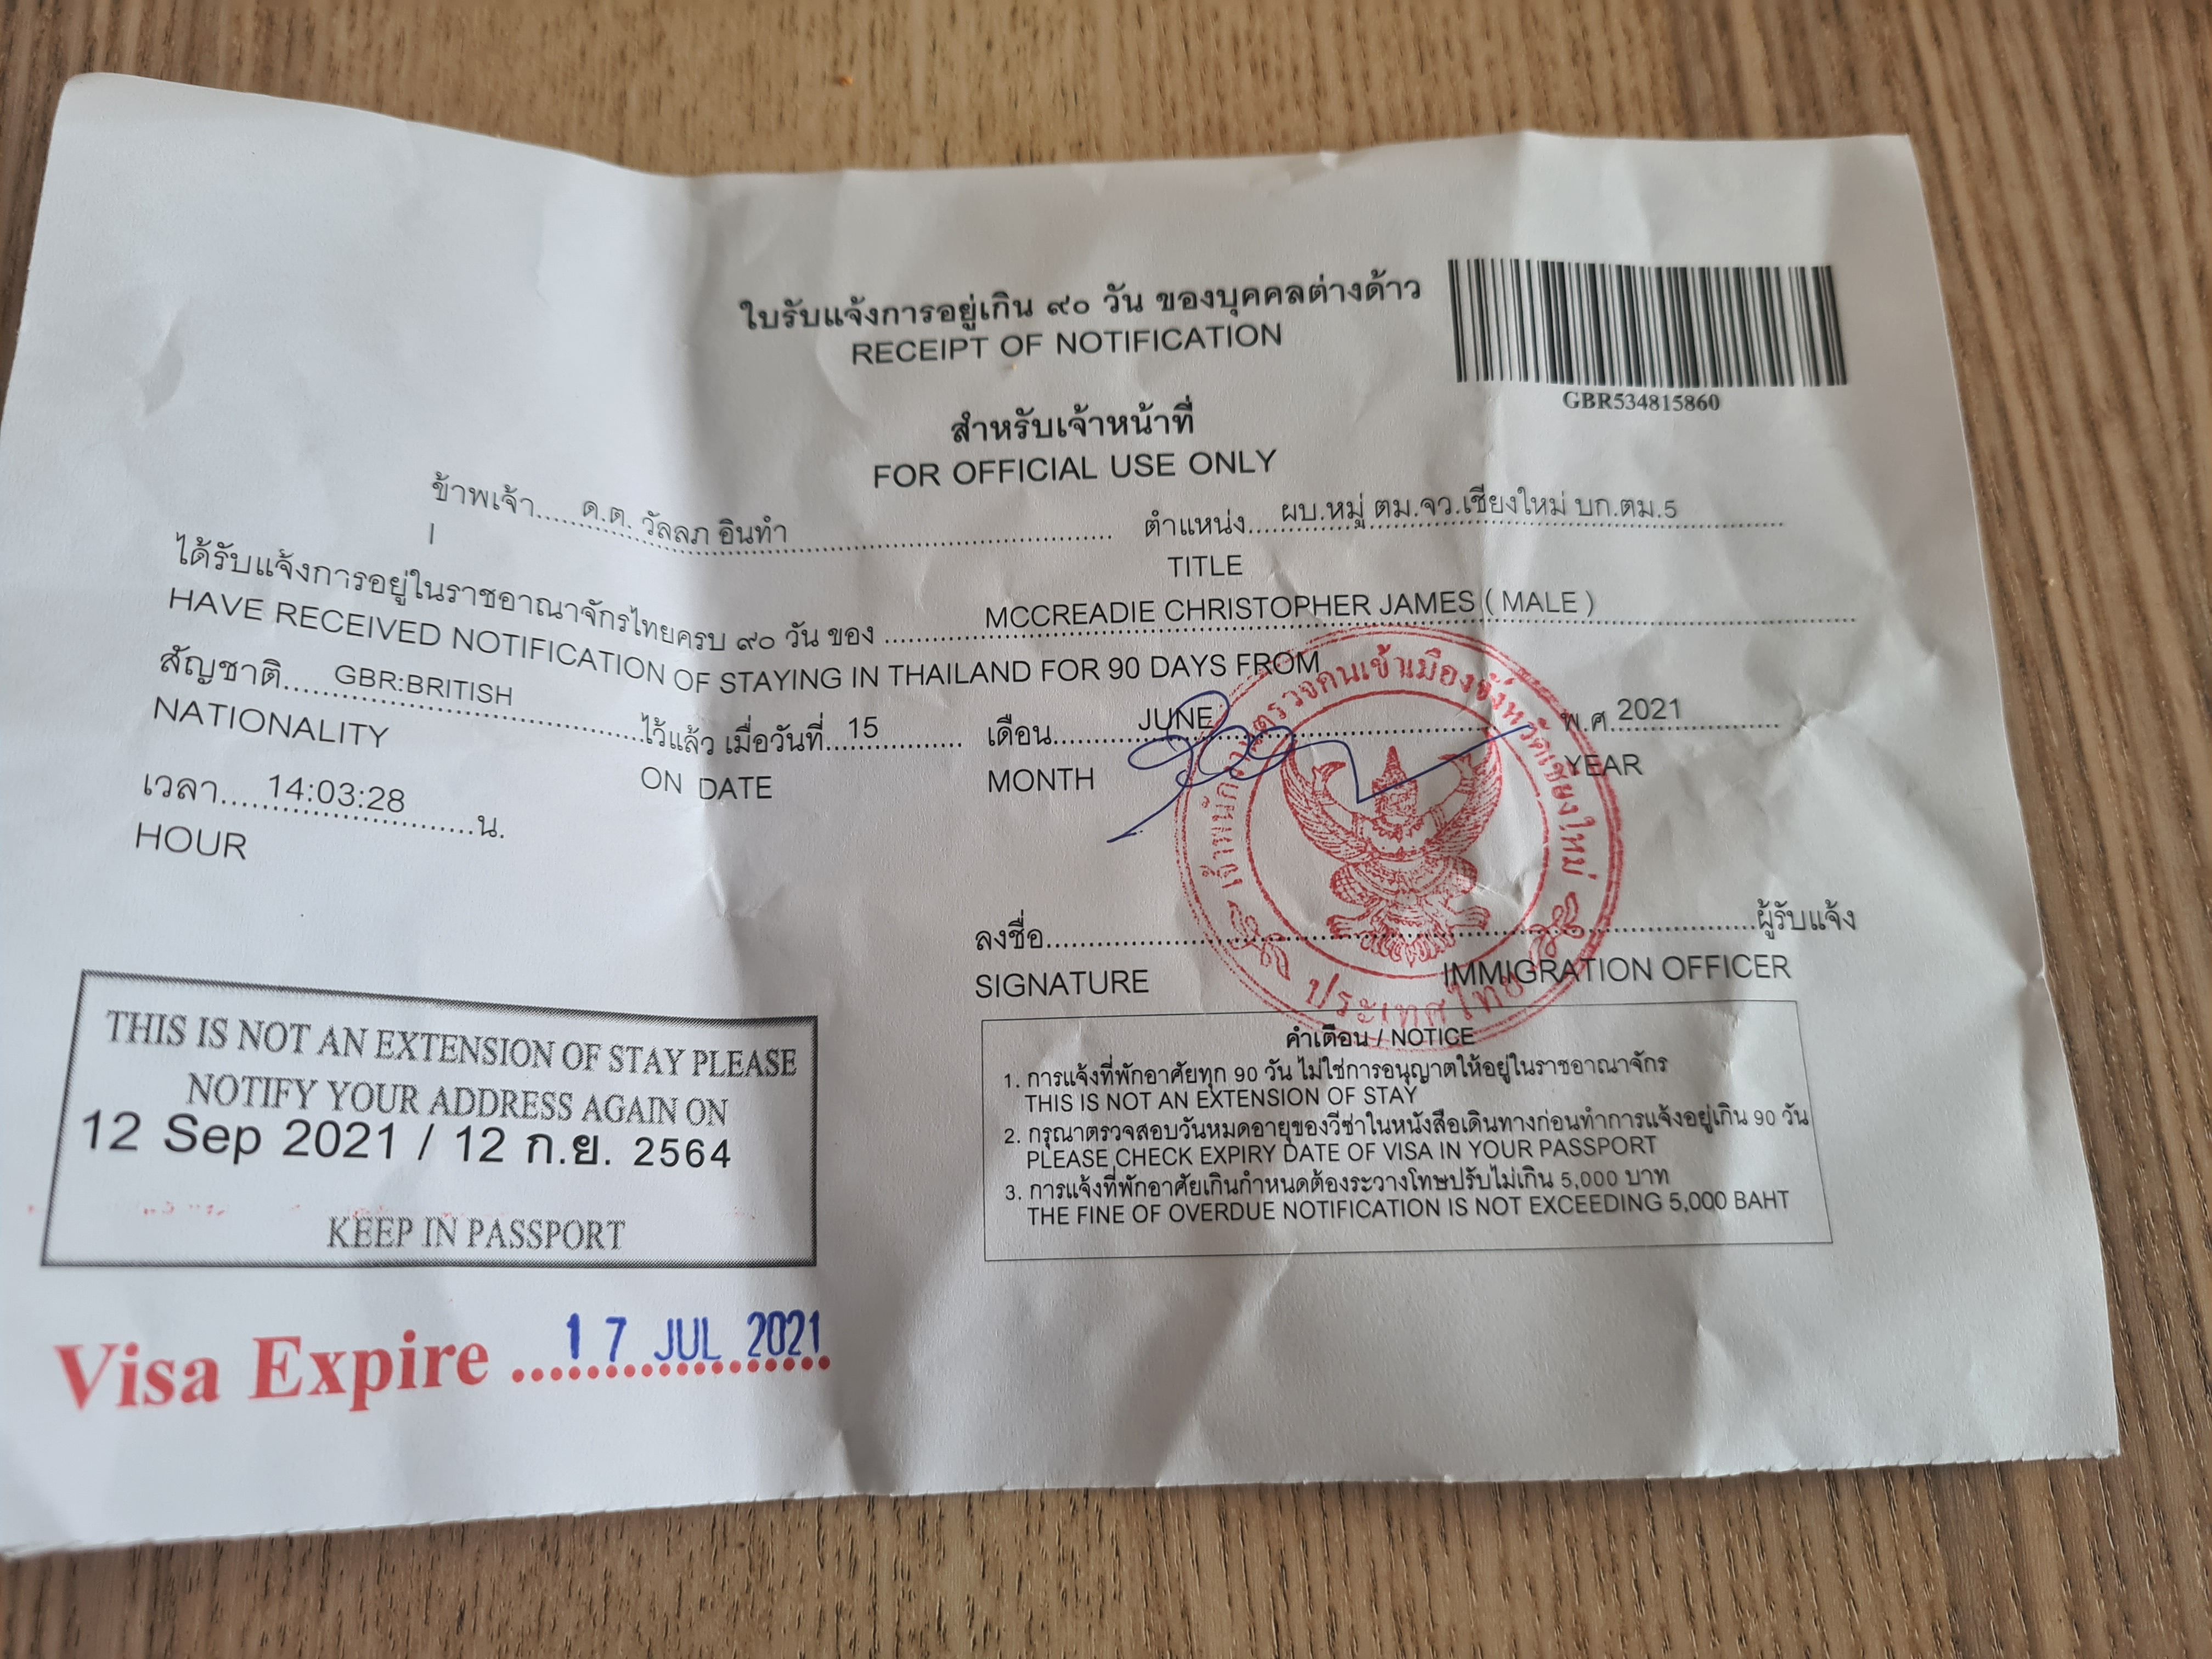 ใบรับแจ้งการอยู่เกิน ๙๐ วัน ของบุคคลต่างด้าว
RECEIPT OF NOTIFICATION
GBR534815860
สำหรับเจ้าหน้าที่
FOR OFFICIAL USE ONLY
ข้าพเจ้า.....ด.ต. วัลลภ อินทำ..... ตำแหน่ง....ผบ.หมู่ ตม.จว.เชียงใหม่ บก.ตม.5.....
I TITLE
ได้รับแจ้งการอยู่ในราชอาณาจักรไทยครบ ๙๐ วัน ของ .....MCCREADIE CHRISTOPHER JAMES ( MALE ).....
HAVE RECEIVED NOTIFICATION OF STAYING IN THAILAND FOR 90 DAYS FROM
สัญชาติ.....GBR:BRITISH.....ไว้แล้ว เมื่อวันที่...15..... เดือน.....JUNE..... พ.ศ.2021.....
NATIONALITY ON DATE MONTH YEAR
เวลา.....14:03:28.....น.
HOUR
สำนักงานตรวจคนเข้าเมืองจังหวัดเชียงใหม่
ประเทศไทย
ลงชื่อ..........ผู้รับแจ้ง
SIGNATURE IMMIGRATION OFFICER
THIS IS NOT AN EXTENSION OF STAY PLEASE
NOTIFY YOUR ADDRESS AGAIN ON
12 Sep 2021 / 12 ก.ย. 2564
KEEP IN PASSPORT
คำเตือน / NOTICE
1. การแจ้งที่พักอาศัยทุก 90 วัน ไม่ใช่การอนุญาตให้อยู่ในราชอาณาจักร
THIS IS NOT AN EXTENSION OF STAY
2. กรุณาตรวจสอบวันหมดอายุของวีซ่าในหนังสือเดินทางก่อนทำการแจ้งอยู่เกิน 90 วัน
PLEASE CHECK EXPIRY DATE OF VISA IN YOUR PASSPORT
3. การแจ้งที่พักอาศัยเกินกำหนดต้องระวางโทษปรับไม่เกิน 5,000 บาท
THE FINE OF OVERDUE NOTIFICATION IS NOT EXCEEDING 5,000 BAHT
Visa Expire .....17 JUL 2021